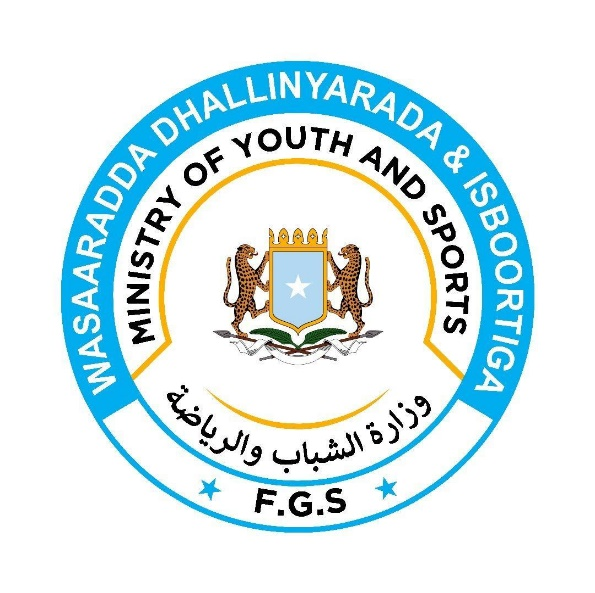 WASAARADDA DHALLINYARADA & ISBOORTIGA
MINISTRY OF YOUTH AND SPORTS
وزارة الشباب والرياضة
F.G.S